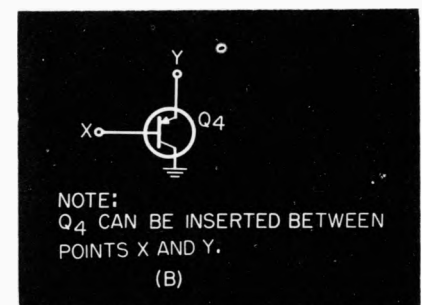 Y
Q4
X
NOTE:
Q4 CAN BE INSERTED BETWEEN
POINTS X AND Y.
(B)